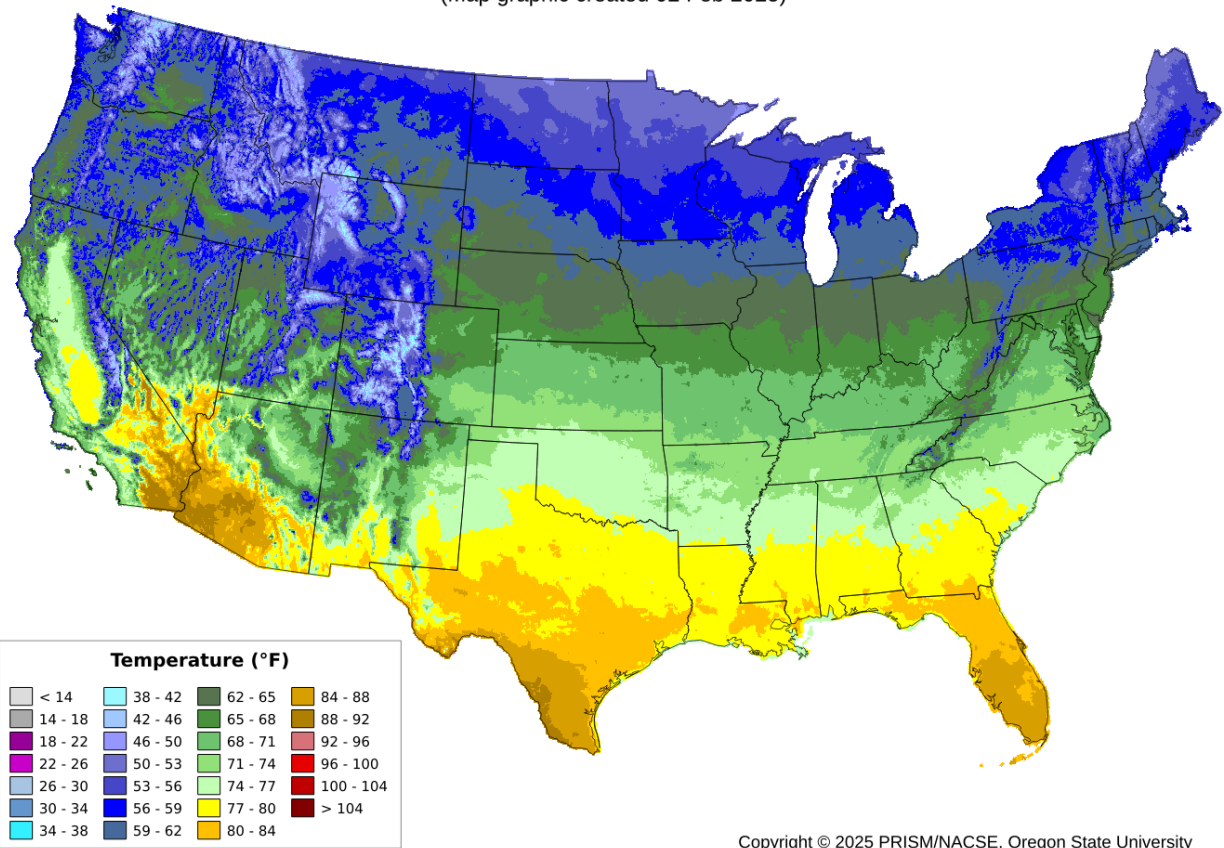 Temperature (°F)
< 14
14 - 18
18 - 22
22 - 26
26 - 30
30 - 34
34 - 38
38 - 42
42 - 46
46 - 50
50 - 53
53 - 56
56 - 59
59 - 62
62 - 65
65 - 68
68 - 71
71 - 74
74 - 77
77 - 80
80 - 84
84 - 88
88 - 92
92 - 96
96 - 100
100 - 104
> 104
Copyright © 2025 PRISM/NACSE, Oregon State University